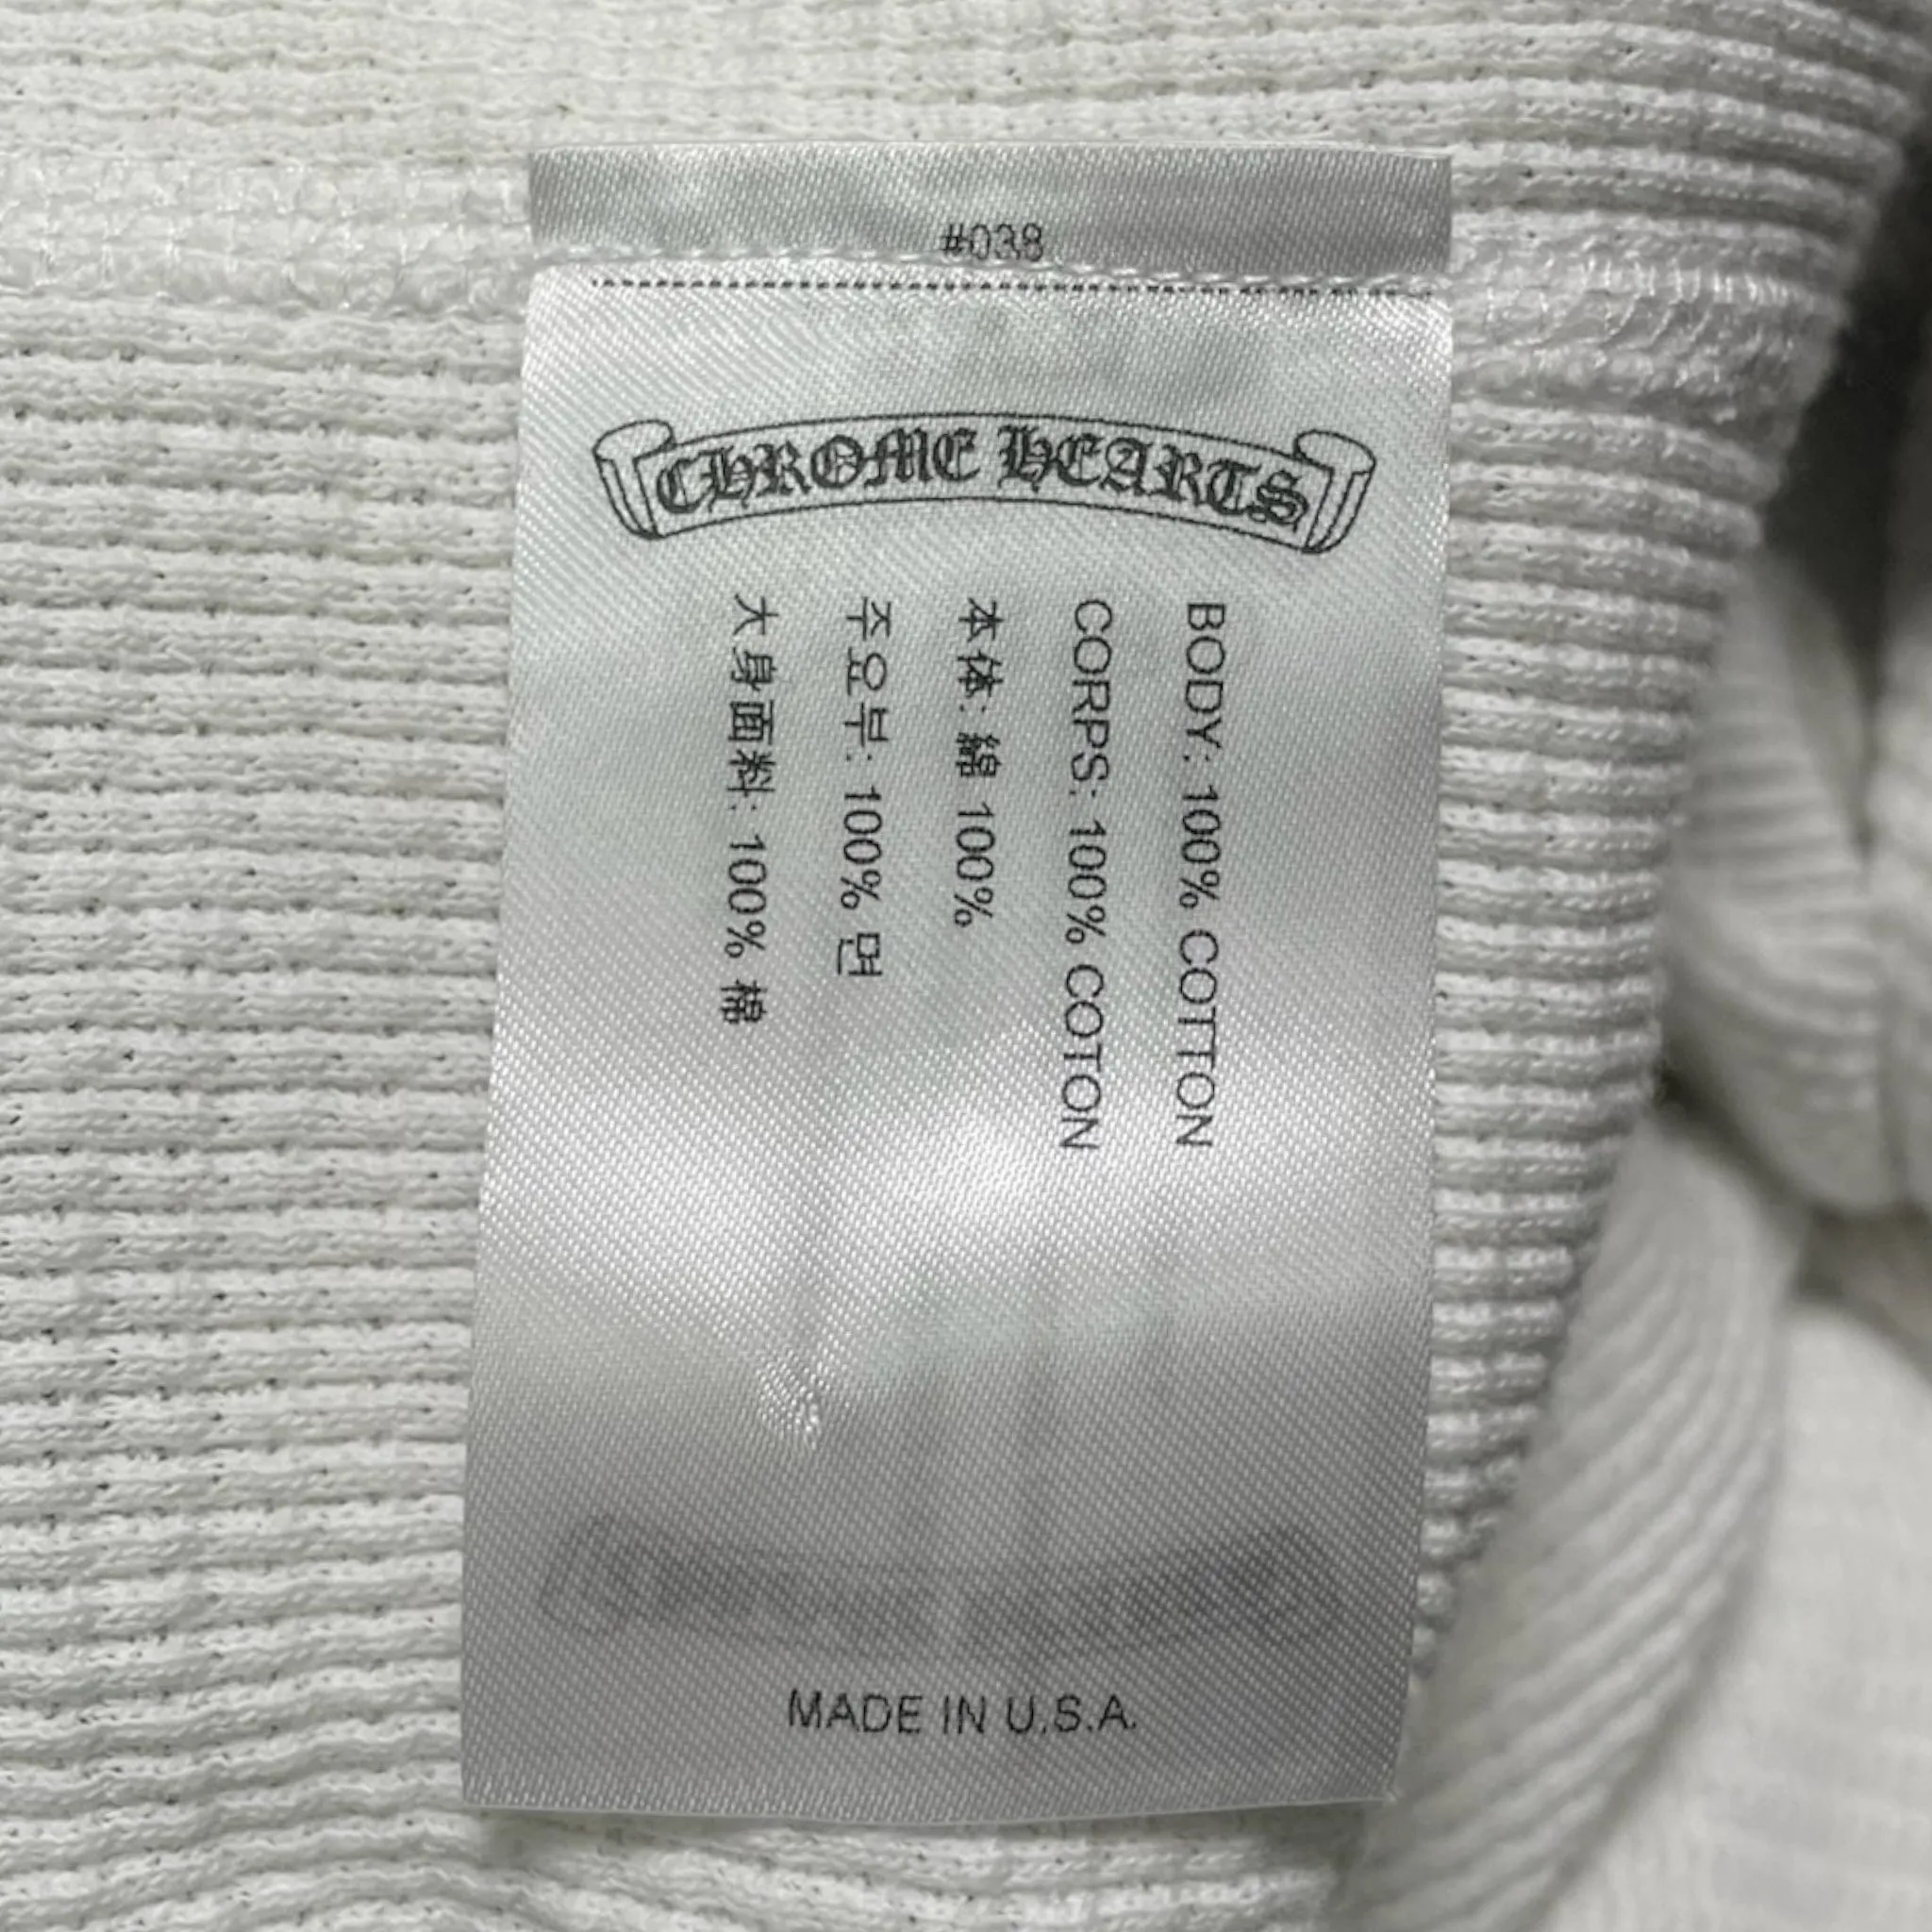 #038
CHROME HEARTS
BODY: 100% COTTON
CORPS: 100% COTON
本体: 綿 100%
주요부: 100% 면
大身面料: 100% 棉
MADE IN U.S.A.